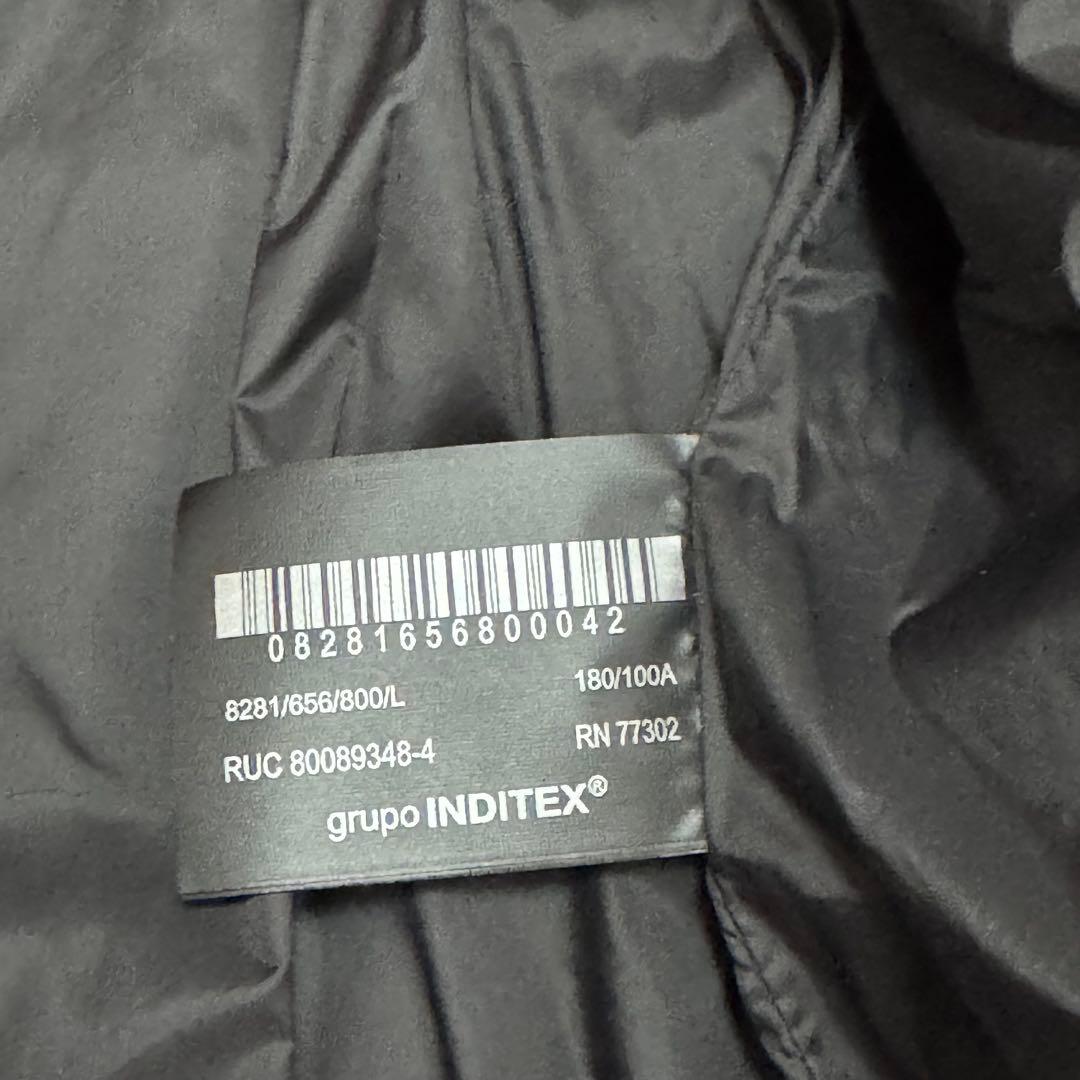 08281656800042
8281/656/800/L 180/100A
RUC 80089348-4 RN 77302
grupo INDITEX®